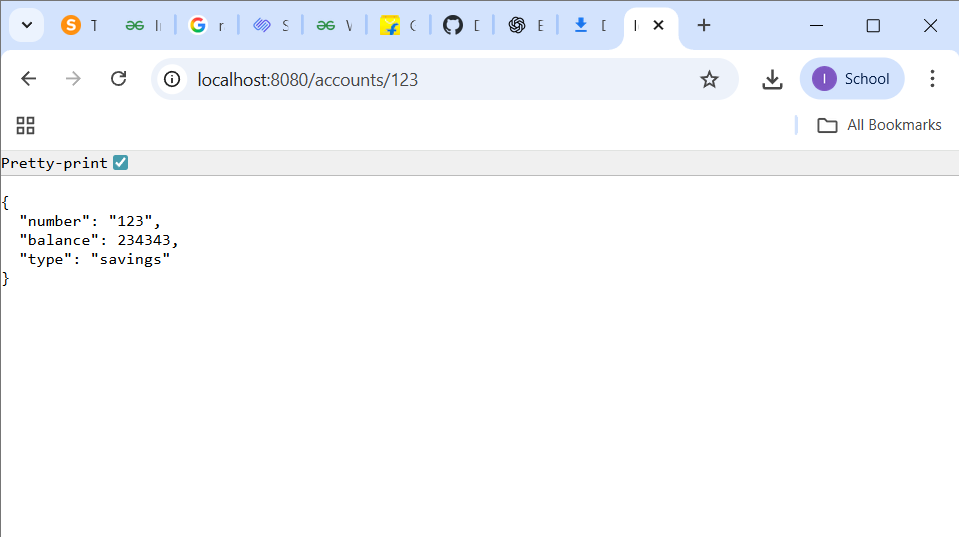 S T
I
G r
S
W
C
D
E
D
localhost:8080/accounts/123
I School
All Bookmarks
Pretty-print
{
"number": "123",
"balance": 234343,
"type": "savings"
}